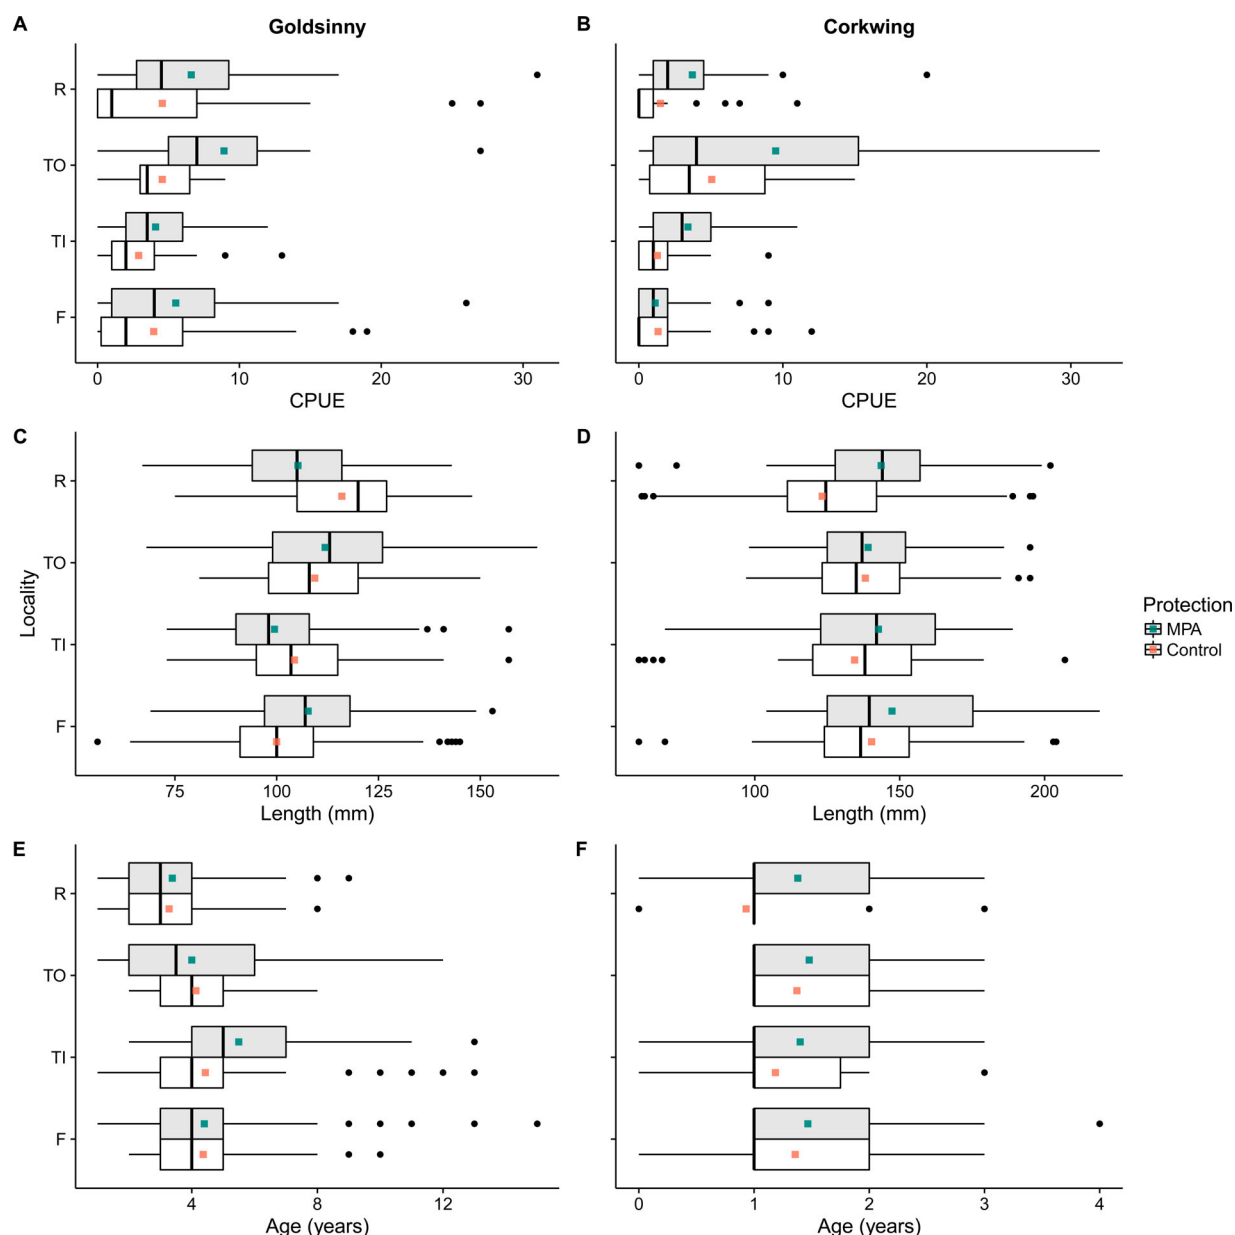 A Goldsinny B Corkwing
R
TO
TI
F
0 10 20 30 0 10 20 30
CPUE CPUE
C D
R
TO
TI
F
Locality
75 100 125 150 100 150 200
Length (mm) Length (mm)
Protection
MPA
Control
E F
R
TO
TI
F
4 8 12 0 1 2 3 4
Age (years) Age (years)